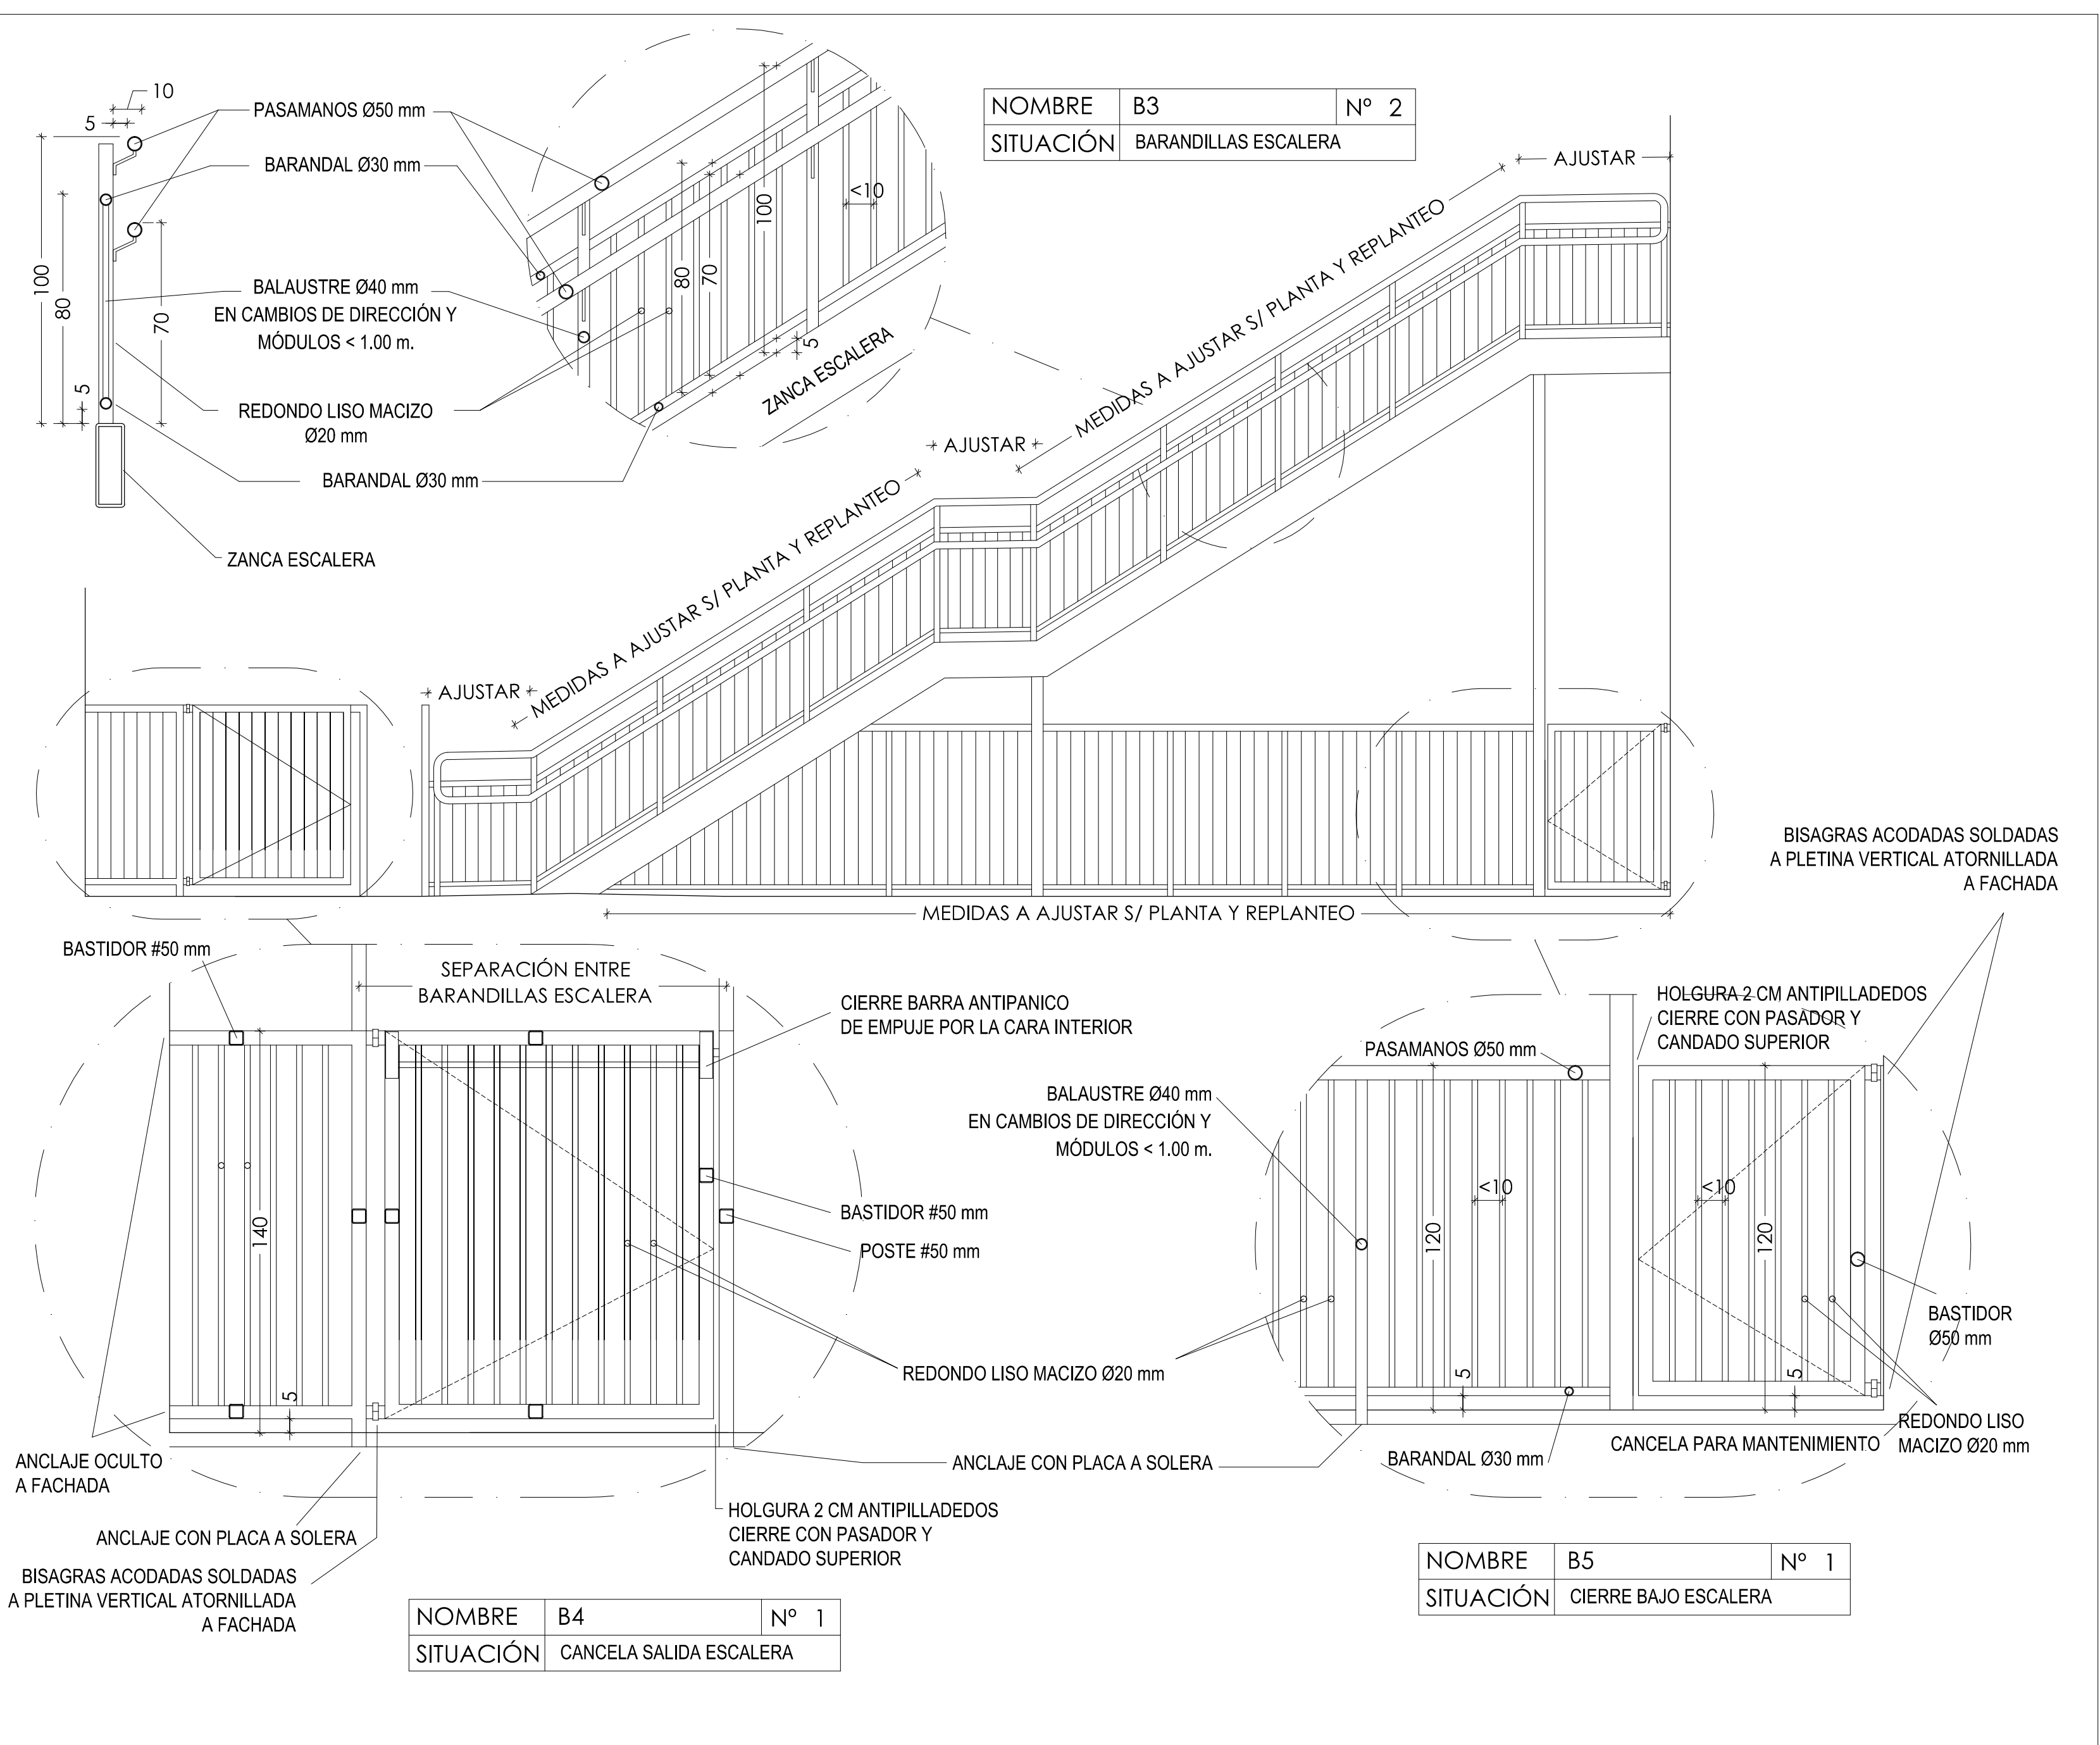 10
5
100
80
70
5
PASAMANOS Ø50 mm
BARANDAL Ø30 mm
BALAUSTRE Ø40 mm
EN CAMBIOS DE DIRECCIÓN Y
MÓDULOS < 1.00 m.
REDONDO LISO MACIZO
Ø20 mm
BARANDAL Ø30 mm
ZANCA ESCALERA
100
<10
80
70
5
ZANCA ESCALERA
NOMBRE B3 Nº 2
SITUACIÓN BARANDILLAS ESCALERA
AJUSTAR
MEDIDAS A AJUSTAR S/ PLANTA Y REPLANTEO
AJUSTAR
MEDIDAS A AJUSTAR S/ PLANTA Y REPLANTEO
AJUSTAR
MEDIDAS A AJUSTAR S/ PLANTA Y REPLANTEO
BISAGRAS ACODADAS SOLDADAS
A PLETINA VERTICAL ATORNILLADA
A FACHADA
BASTIDOR #50 mm
SEPARACIÓN ENTRE
BARANDILLAS ESCALERA
CIERRE BARRA ANTIPANICO
DE EMPUJE POR LA CARA INTERIOR
140
5
BASTIDOR #50 mm
POSTE #50 mm
REDONDO LISO MACIZO Ø20 mm
ANCLAJE OCULTO
A FACHADA
ANCLAJE CON PLACA A SOLERA
ANCLAJE CON PLACA A SOLERA
BISAGRAS ACODADAS SOLDADAS
A PLETINA VERTICAL ATORNILLADA
A FACHADA
HOLGURA 2 CM ANTIPILLADEDOS
CIERRE CON PASADOR Y
CANDADO SUPERIOR
NOMBRE B4 Nº 1
SITUACIÓN CANCELA SALIDA ESCALERA
HOLGURA 2 CM ANTIPILLADEDOS
CIERRE CON PASADOR Y
CANDADO SUPERIOR
PASAMANOS Ø50 mm
BALAUSTRE Ø40 mm
EN CAMBIOS DE DIRECCIÓN Y
MÓDULOS < 1.00 m.
<10
<10
120
120
5
5
BASTIDOR
Ø50 mm
REDONDO LISO
MACIZO Ø20 mm
CANCELA PARA MANTENIMIENTO
BARANDAL Ø30 mm
NOMBRE B5 Nº 1
SITUACIÓN CIERRE BAJO ESCALERA